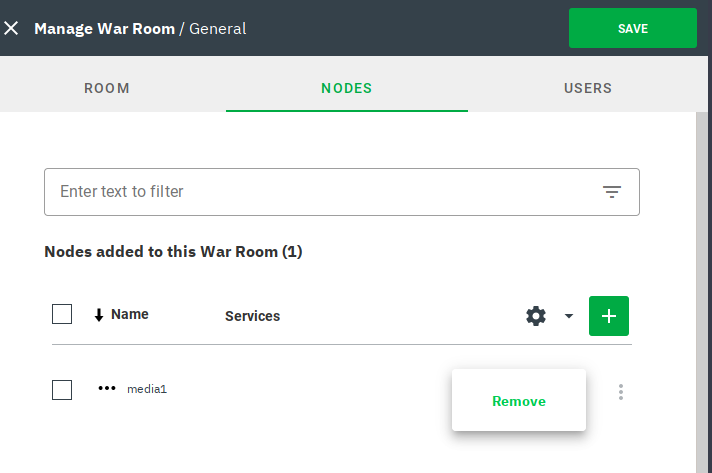 Manage War Room / General
SAVE
ROOM NODES USERS
Enter text to filter
Nodes added to this War Room (1)
Name Services
media1
Remove